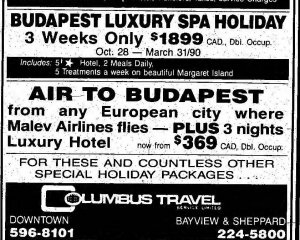 BUDAPEST LUXURY SPA HOLIDAY
3 Weeks Only $1899 CAD., Dbl. Occup.
Oct. 28 — March 31/90
Includes: 5★ Hotel, 2 Meals Daily,
5 Treatments a week on beautiful Margaret Island
AIR TO BUDAPEST
from any European city where
Malev Airlines flies — PLUS 3 nights
Luxury Hotel now from $369 CAD, Dbl. Occup.
FOR THESE AND COUNTLESS OTHER
SPECIAL HOLIDAY PACKAGES . . .
COLUMBUS TRAVEL
SERVICE LIMITED
DOWNTOWN BAYVIEW & SHEPPARD
596-8101 224-5800